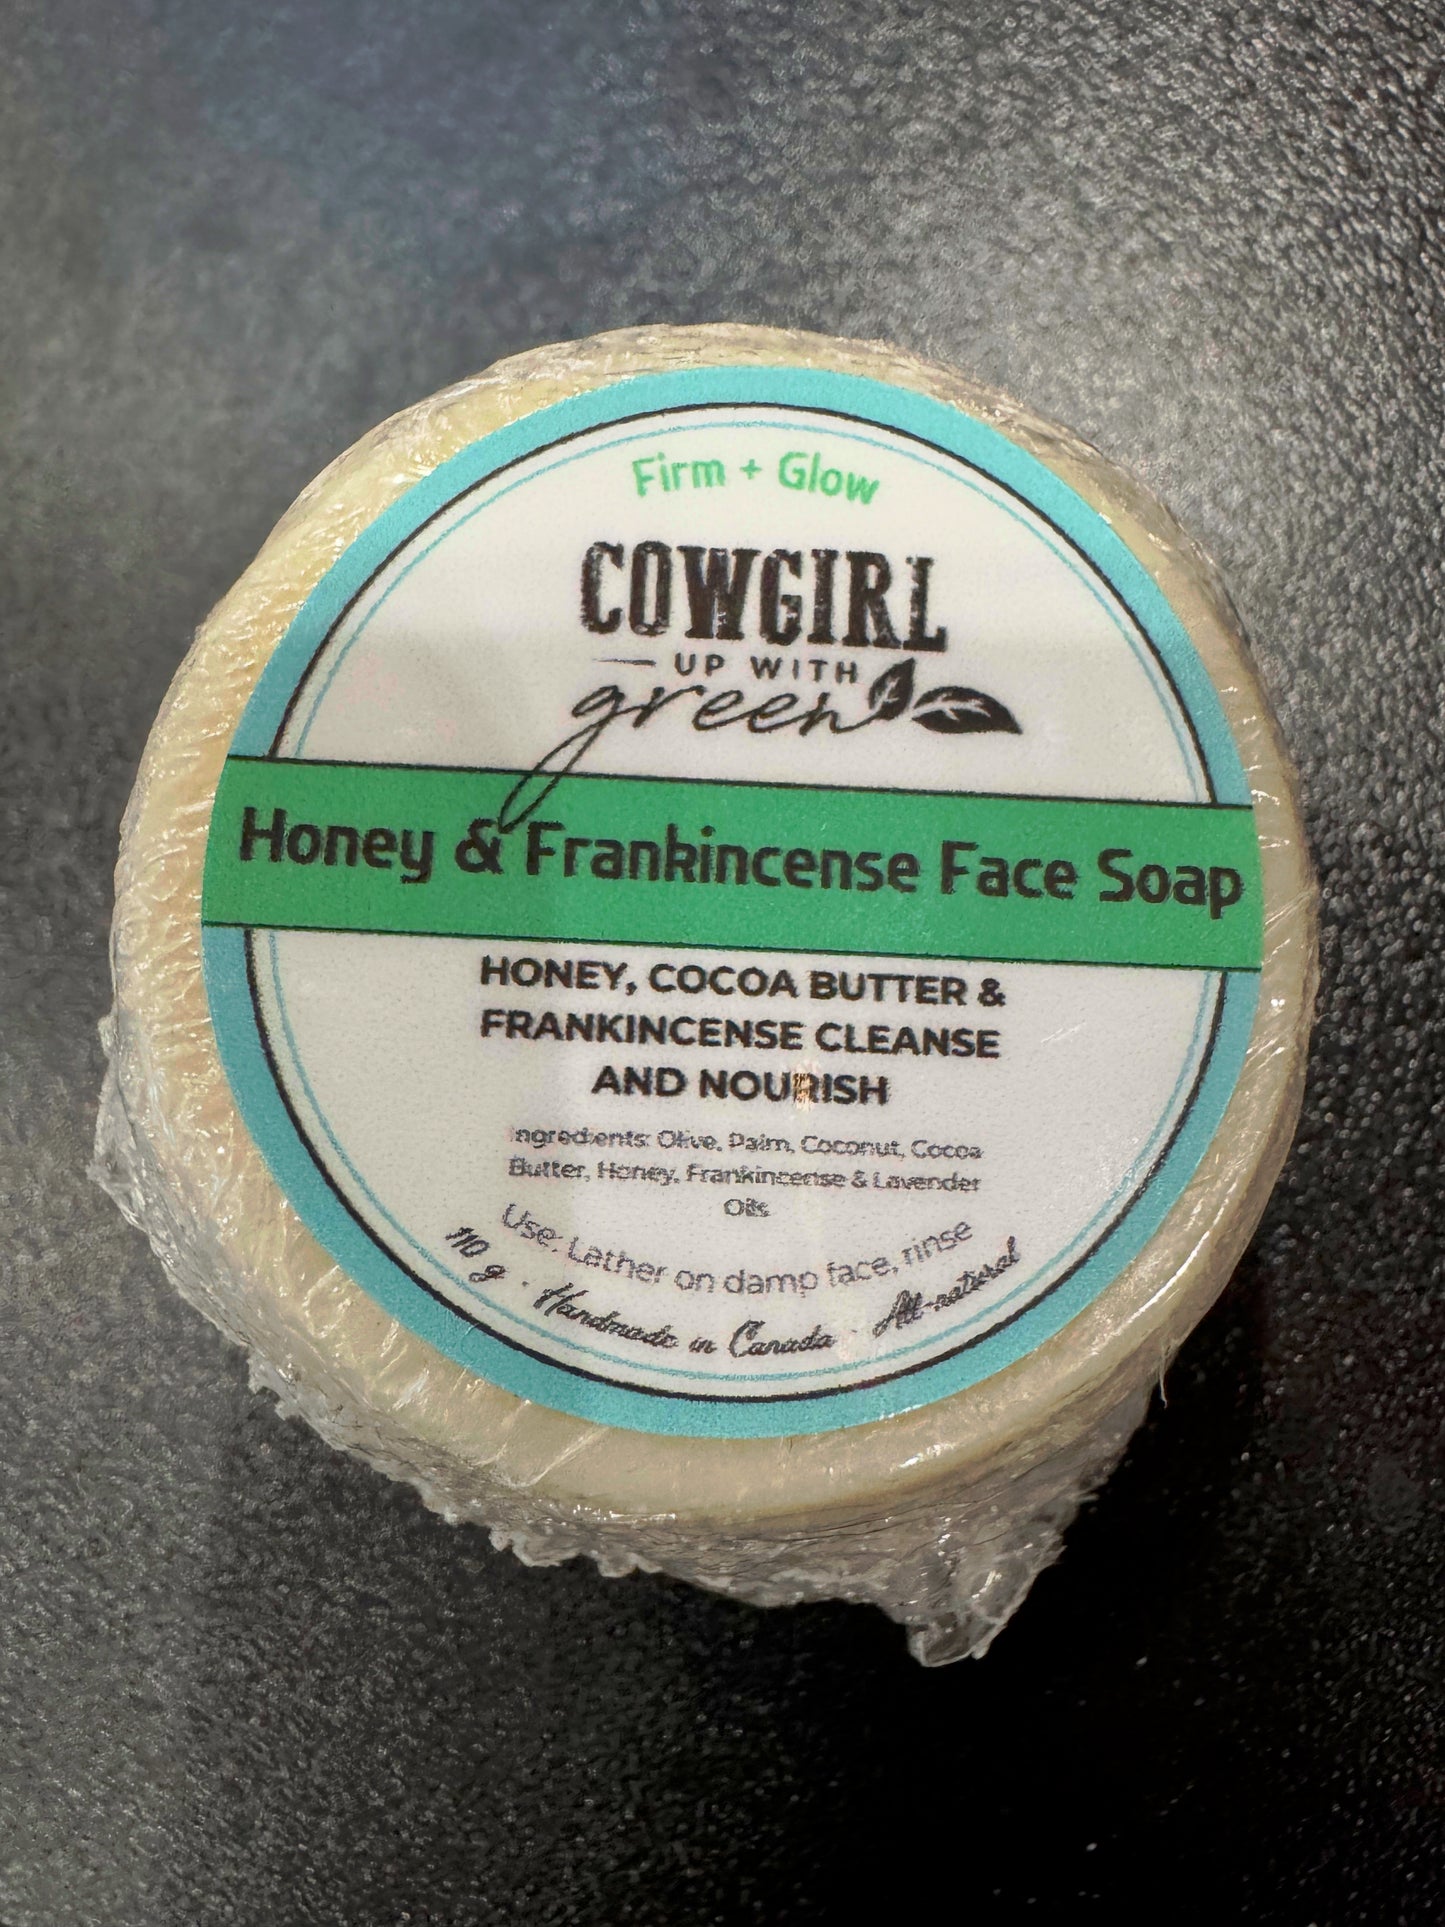 Firm + Glow
COWGIRL
UP WITH
green
Honey & Frankincense Face Soap
HONEY, COCOA BUTTER &
FRANKINCENSE CLEANSE
AND NOURISH
Ingredients: Olive, Palm, Coconut, Cocoa
Butter, Honey, Frankincense & Lavender
Oils
Use: Lather on damp face, rinse
110 g · Handmade in Canada · All-natural